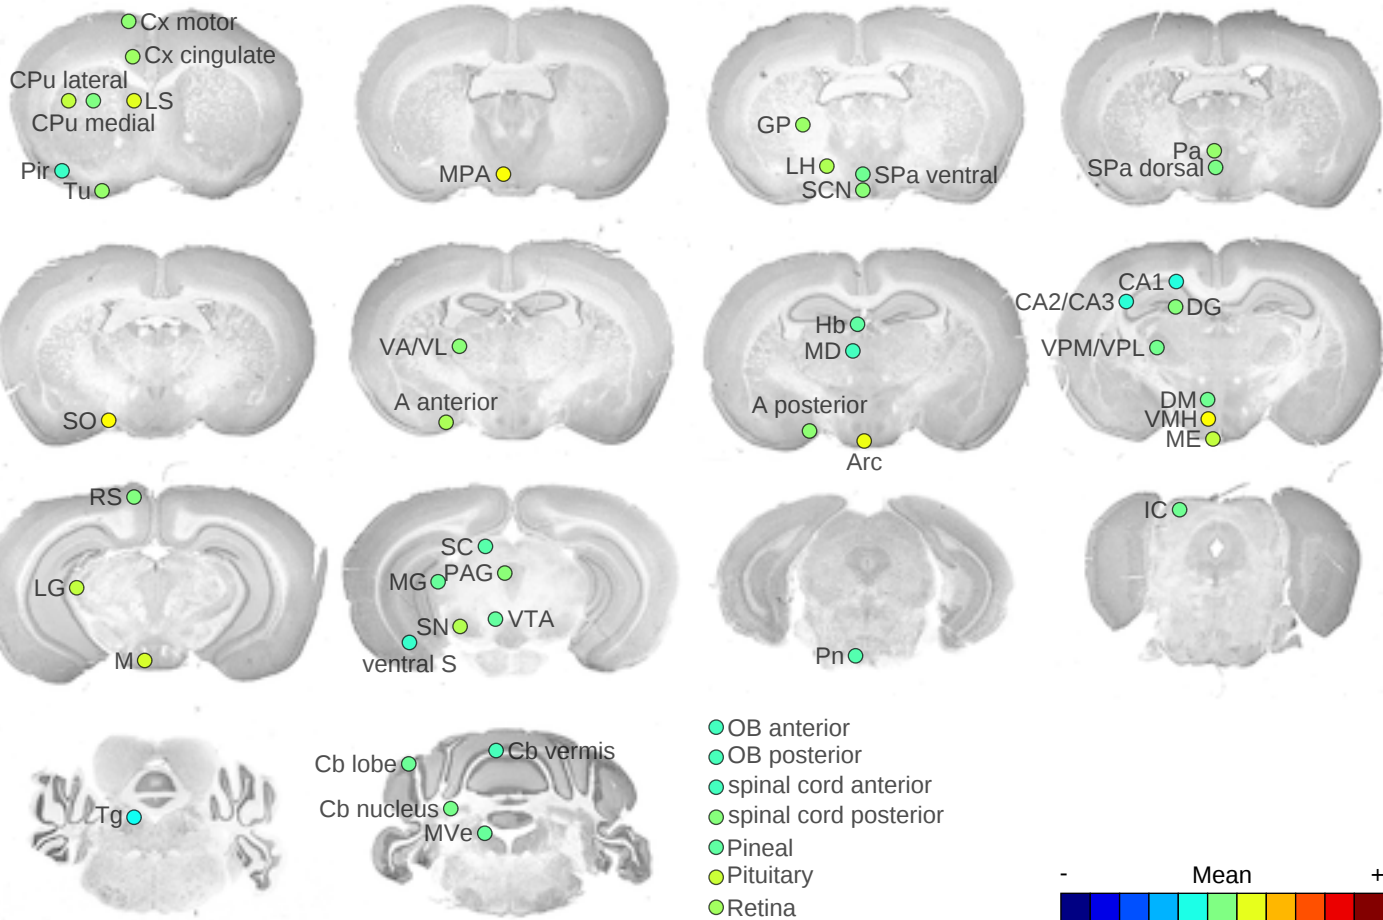 Cx motor
Cx cingulate
CPu lateral
LS
CPu medial
Pir
Tu
MPA
GP
LH
SPa ventral
SCN
Pa
SPa dorsal
SO
VA/VL
A anterior
Hb
MD
A posterior
Arc
CA1
CA2/CA3
DG
VPM/VPL
DM
VMH
ME
RS
LG
M
SC
PAG
MG
VTA
SN
ventral S
Pn
IC
Tg
Cb lobe
Cb vermis
Cb nucleus
MVe
OB anterior
OB posterior
spinal cord anterior
spinal cord posterior
Pineal
Pituitary
Retina
- Mean +